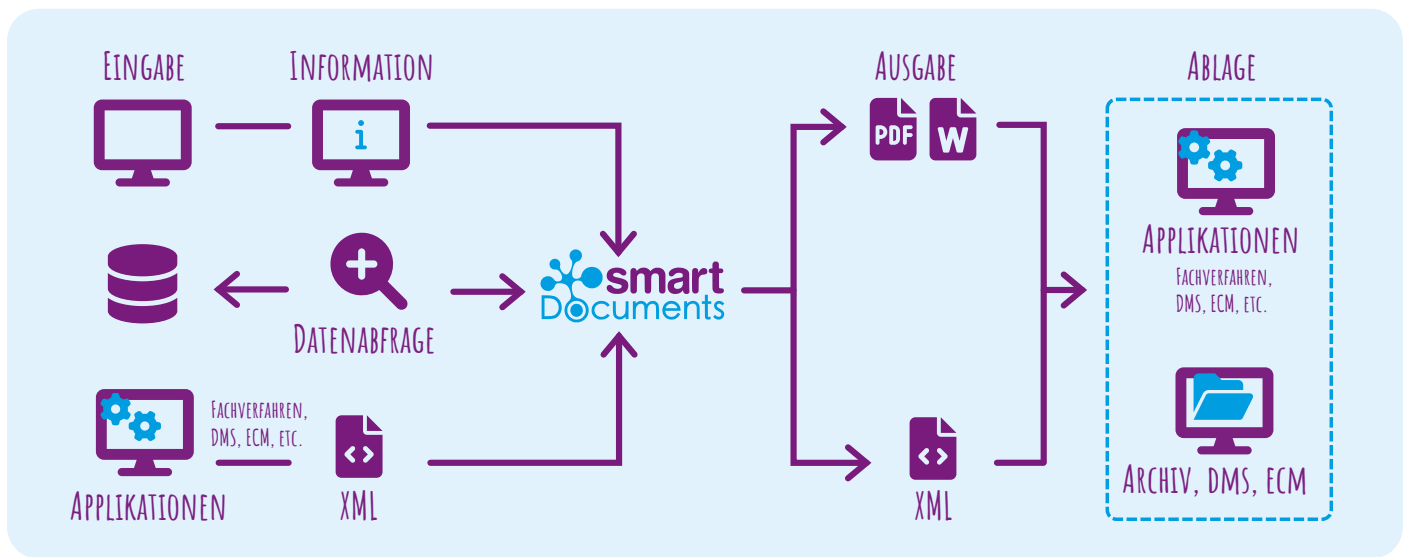 Eingabe
Information
i
Datenabfrage
Fachverfahren,
DMS, ECM, etc.
Applikationen
XML
smart
Documents
Ausgabe
PDF
W
XML
Ablage
Applikationen
Fachverfahren,
DMS, ECM, etc.
Archiv, DMS, ECM